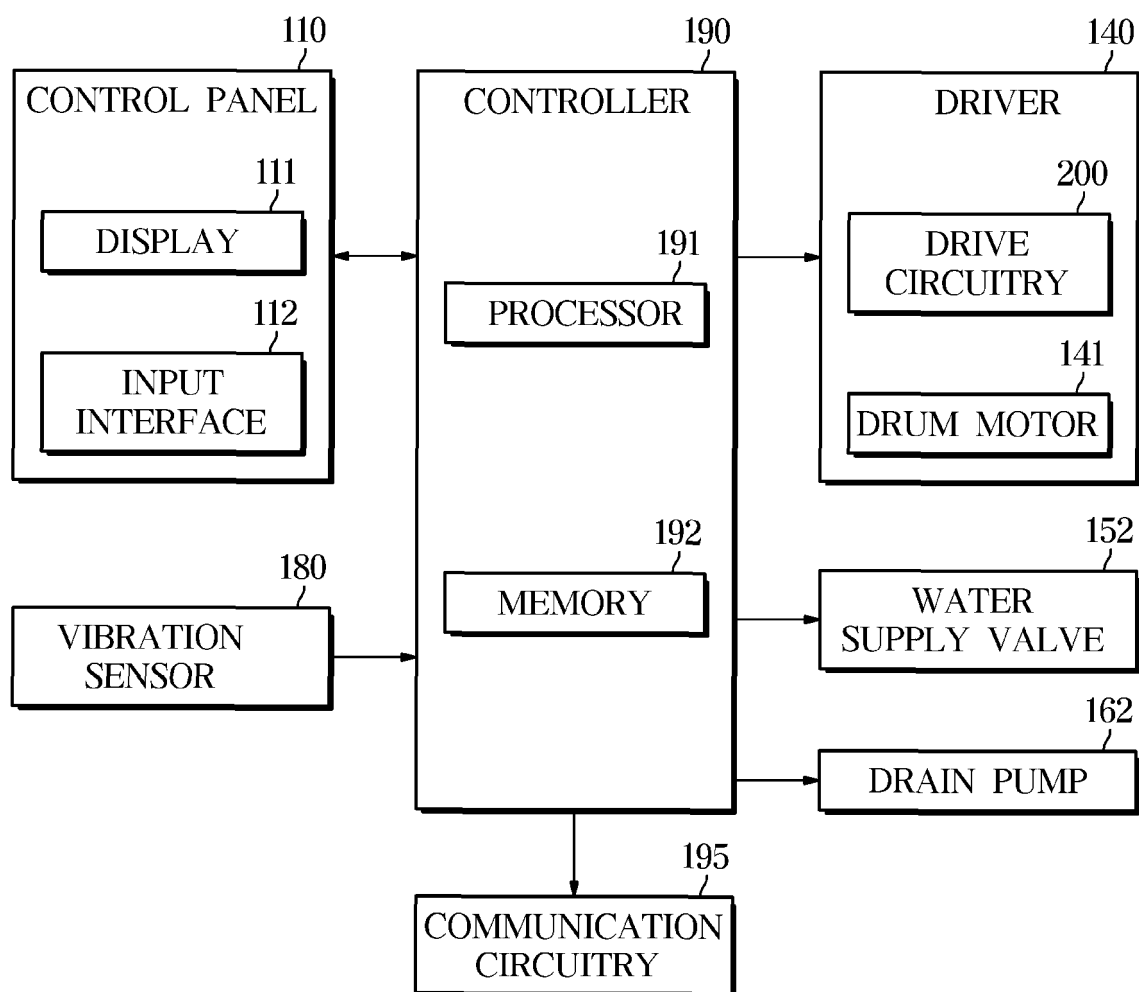 110
CONTROL PANEL
111
DISPLAY
112
INPUT
INTERFACE
180
VIBRATION
SENSOR
190
CONTROLLER
191
PROCESSOR
192
MEMORY
195
COMMUNICATION
CIRCUITRY
140
DRIVER
200
DRIVE
CIRCUITRY
141
DRUM MOTOR
152
WATER
SUPPLY VALVE
162
DRAIN PUMP